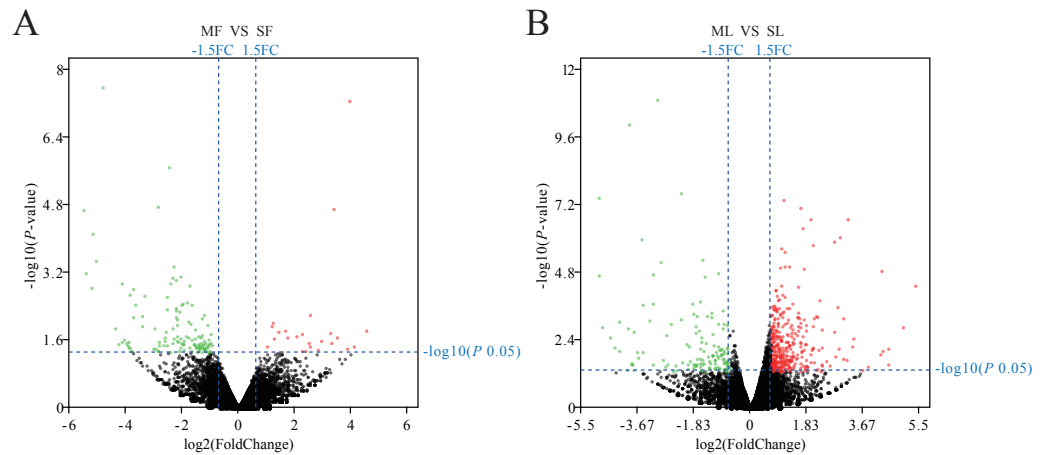 A
MF VS SF
-1.5FC 1.5FC
8
6.4
4.8
3.2
1.6
0
-log10(P-value)
-log10(P 0.05)
-6 -4 -2 0 2 4 6
log2(FoldChange)
B
ML VS SL
-1.5FC 1.5FC
12
9.6
7.2
4.8
2.4
0
-log10(P-value)
-log10(P 0.05)
-5.5 -3.67 -1.83 0 1.83 3.67 5.5
log2(FoldChange)